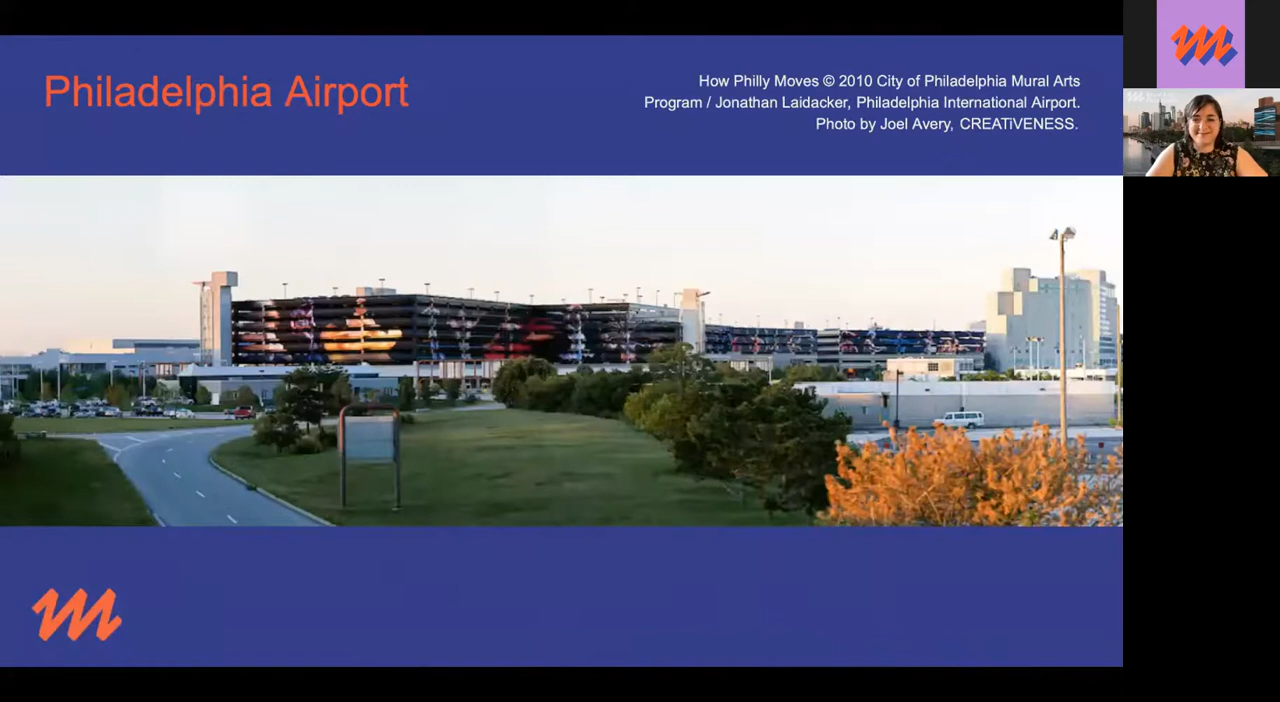 Philadelphia Airport
How Philly Moves © 2010 City of Philadelphia Mural Arts
Program / Jonathan Laidacker, Philadelphia International Airport.
Photo by Joel Avery, CREATiVENESS.